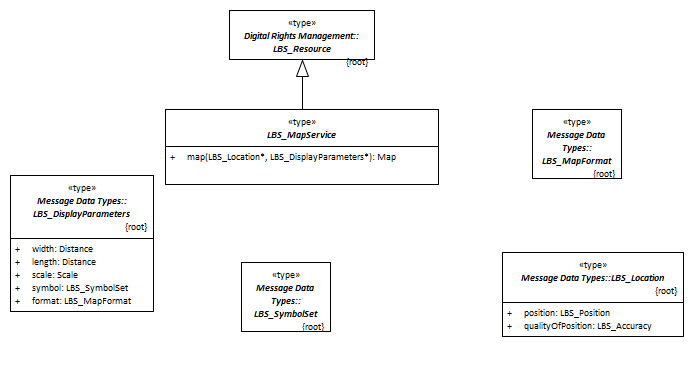 «type»
Digital Rights Management::
LBS_Resource
{root}
«type»
LBS_MapService
+ map(LBS_Location*, LBS_DisplayParameters*): Map
«type»
Message Data
Types::
LBS_MapFormat
{root}
«type»
Message Data Types::
LBS_DisplayParameters
{root}
+ width: Distance
+ length: Distance
+ scale: Scale
+ symbol: LBS_SymbolSet
+ format: LBS_MapFormat
«type»
Message Data
Types::
LBS_SymbolSet
{root}
«type»
Message Data Types::LBS_Location
{root}
+ position: LBS_Position
+ qualityOfPosition: LBS_Accuracy